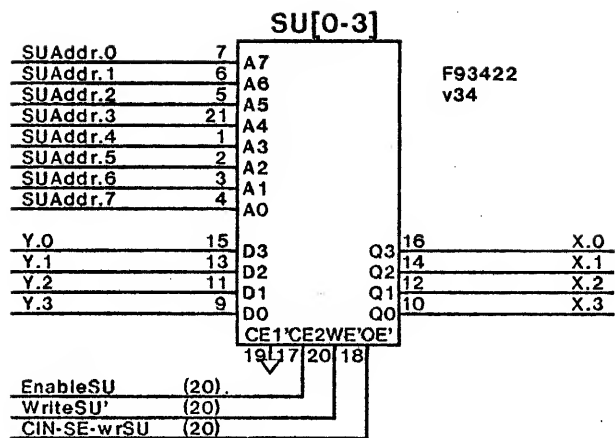 SU[0-3]
SUAddr.0 7 A7
SUAddr.1 6 A6
SUAddr.2 5 A5
SUAddr.3 21 A4
SUAddr.4 1 A3
SUAddr.5 2 A2
SUAddr.6 3 A1
SUAddr.7 4 A0
F93422
v34
Y.0 15 D3 Q3 16 X.0
Y.1 13 D2 Q2 14 X.1
Y.2 11 D1 Q1 12 X.2
Y.3 9 D0 Q0 10 X.3
CE1'CE2WE'OE'
19 17 20 18
EnableSU (20)
WriteSU' (20)
CIN-SE-wrSU (20)